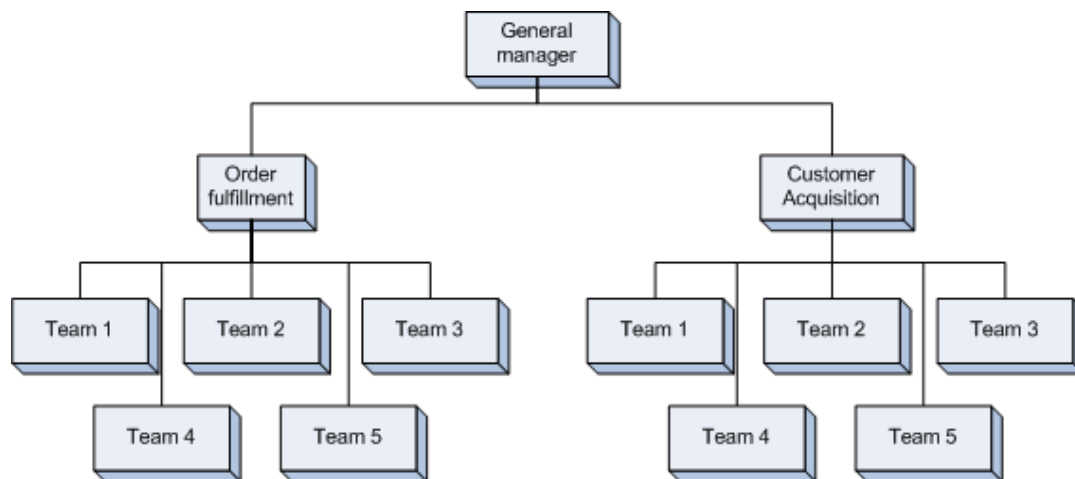 General
manager
Order
fulfillment
Customer
Acquisition
Team 1
Team 2
Team 3
Team 1
Team 2
Team 3
Team 4
Team 5
Team 4
Team 5